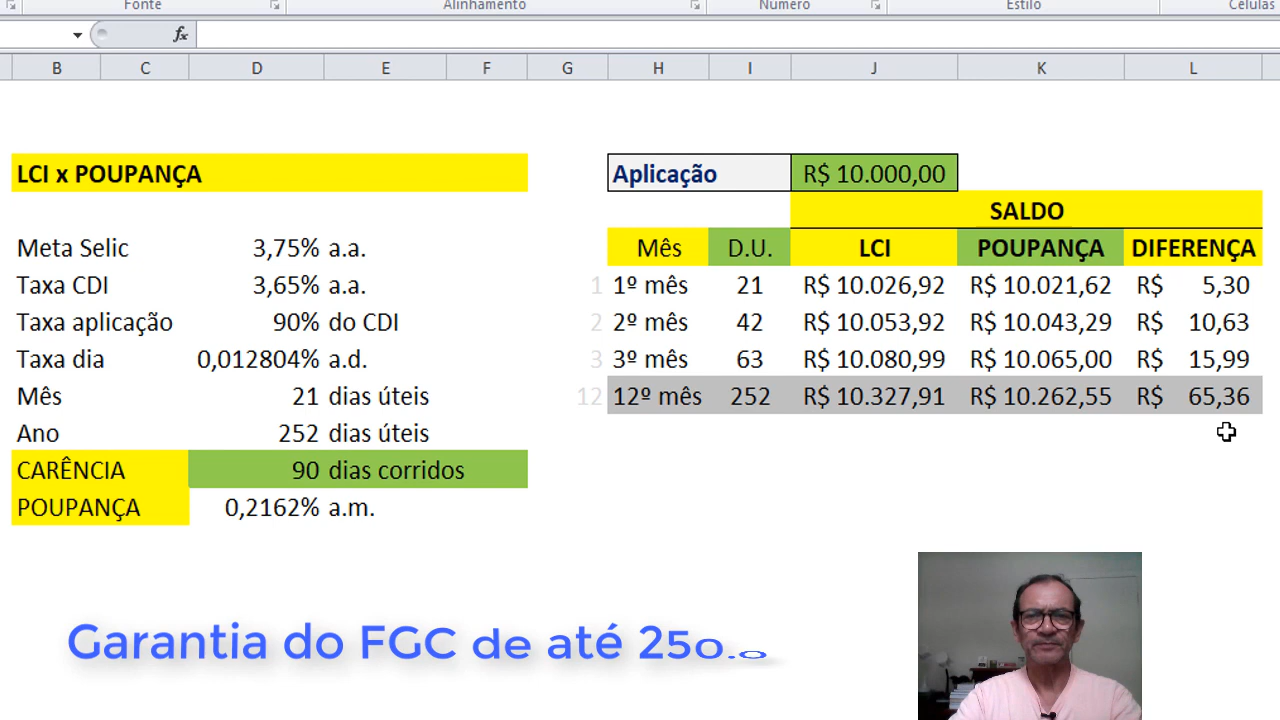 Fonte Alinhamento Número Estilo Células
fx
B C D E F G H I J K L
LCI x POUPANÇA
Meta Selic 3,75% a.a.
Taxa CDI 3,65% a.a.
Taxa aplicação 90% do CDI
Taxa dia 0,012804% a.d.
Mês 21 dias úteis
Ano 252 dias úteis
CARÊNCIA 90 dias corridos
POUPANÇA 0,2162% a.m.
Aplicação R$ 10.000,00
SALDO
Mês D.U. LCI POUPANÇA DIFERENÇA
1 1º mês 21 R$ 10.026,92 R$ 10.021,62 R$ 5,30
2 2º mês 42 R$ 10.053,92 R$ 10.043,29 R$ 10,63
3 3º mês 63 R$ 10.080,99 R$ 10.065,00 R$ 15,99
12 12º mês 252 R$ 10.327,91 R$ 10.262,55 R$ 65,36
Garantia do FGC de até 250.0